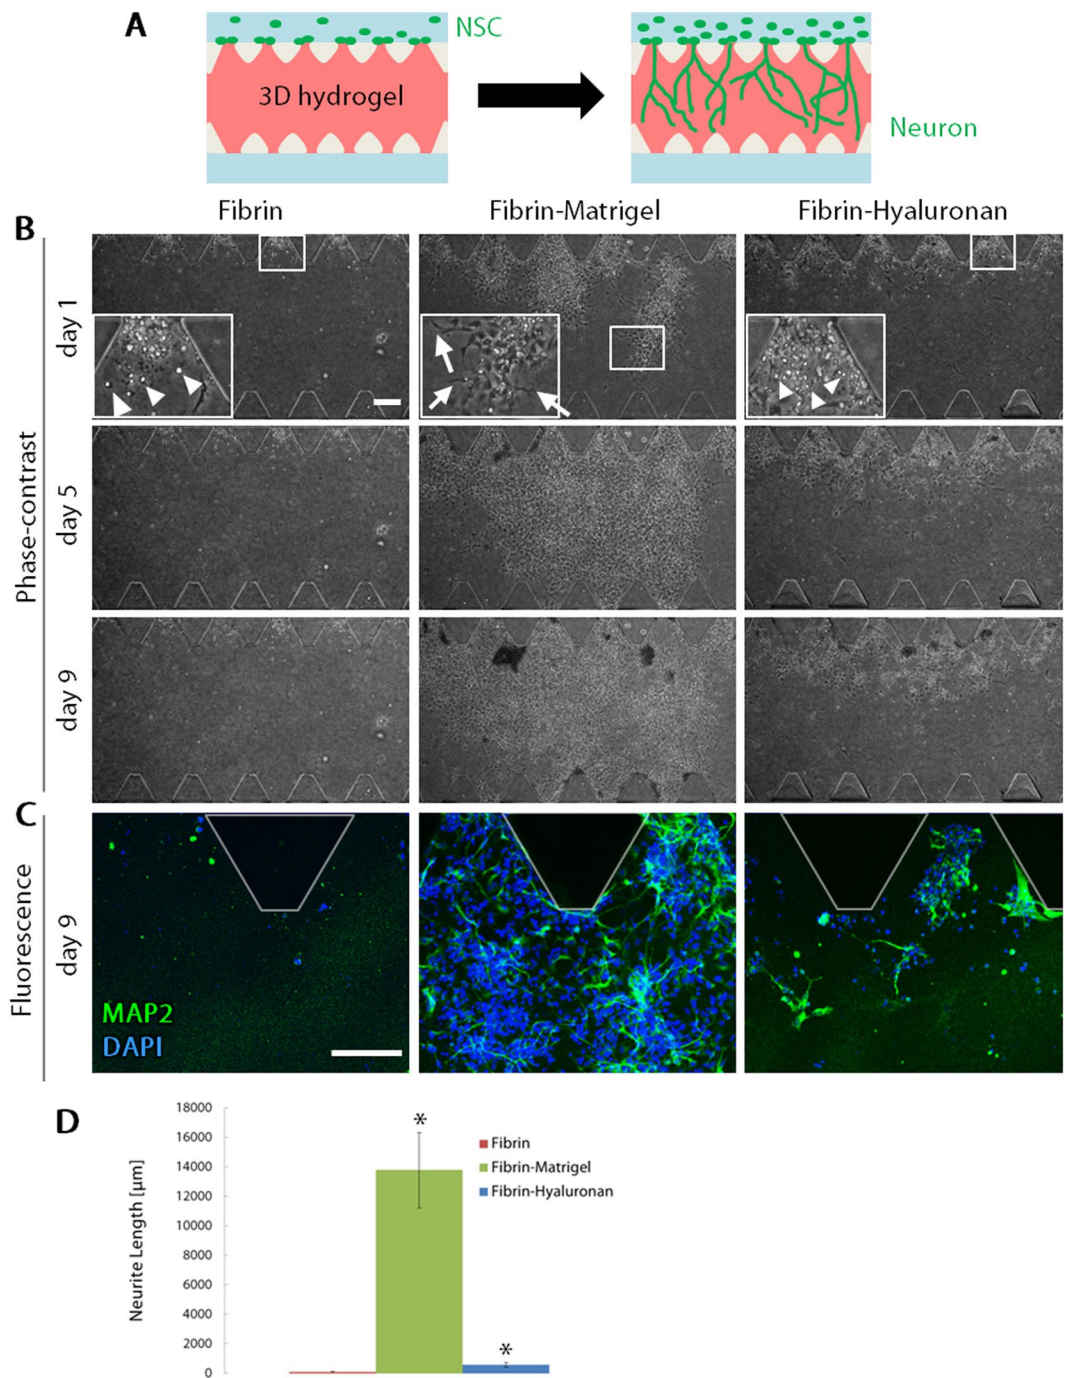 A
NSC
3D hydrogel
Neuron
Fibrin
Fibrin-Matrigel
Fibrin-Hyaluronan
B
Phase-contrast
day 1
day 5
day 9
C
Fluorescence
day 9
MAP2
DAPI
D
Neurite Length [µm]
18000
16000
14000
12000
10000
8000
6000
4000
2000
0
*
*
Fibrin
Fibrin-Matrigel
Fibrin-Hyaluronan